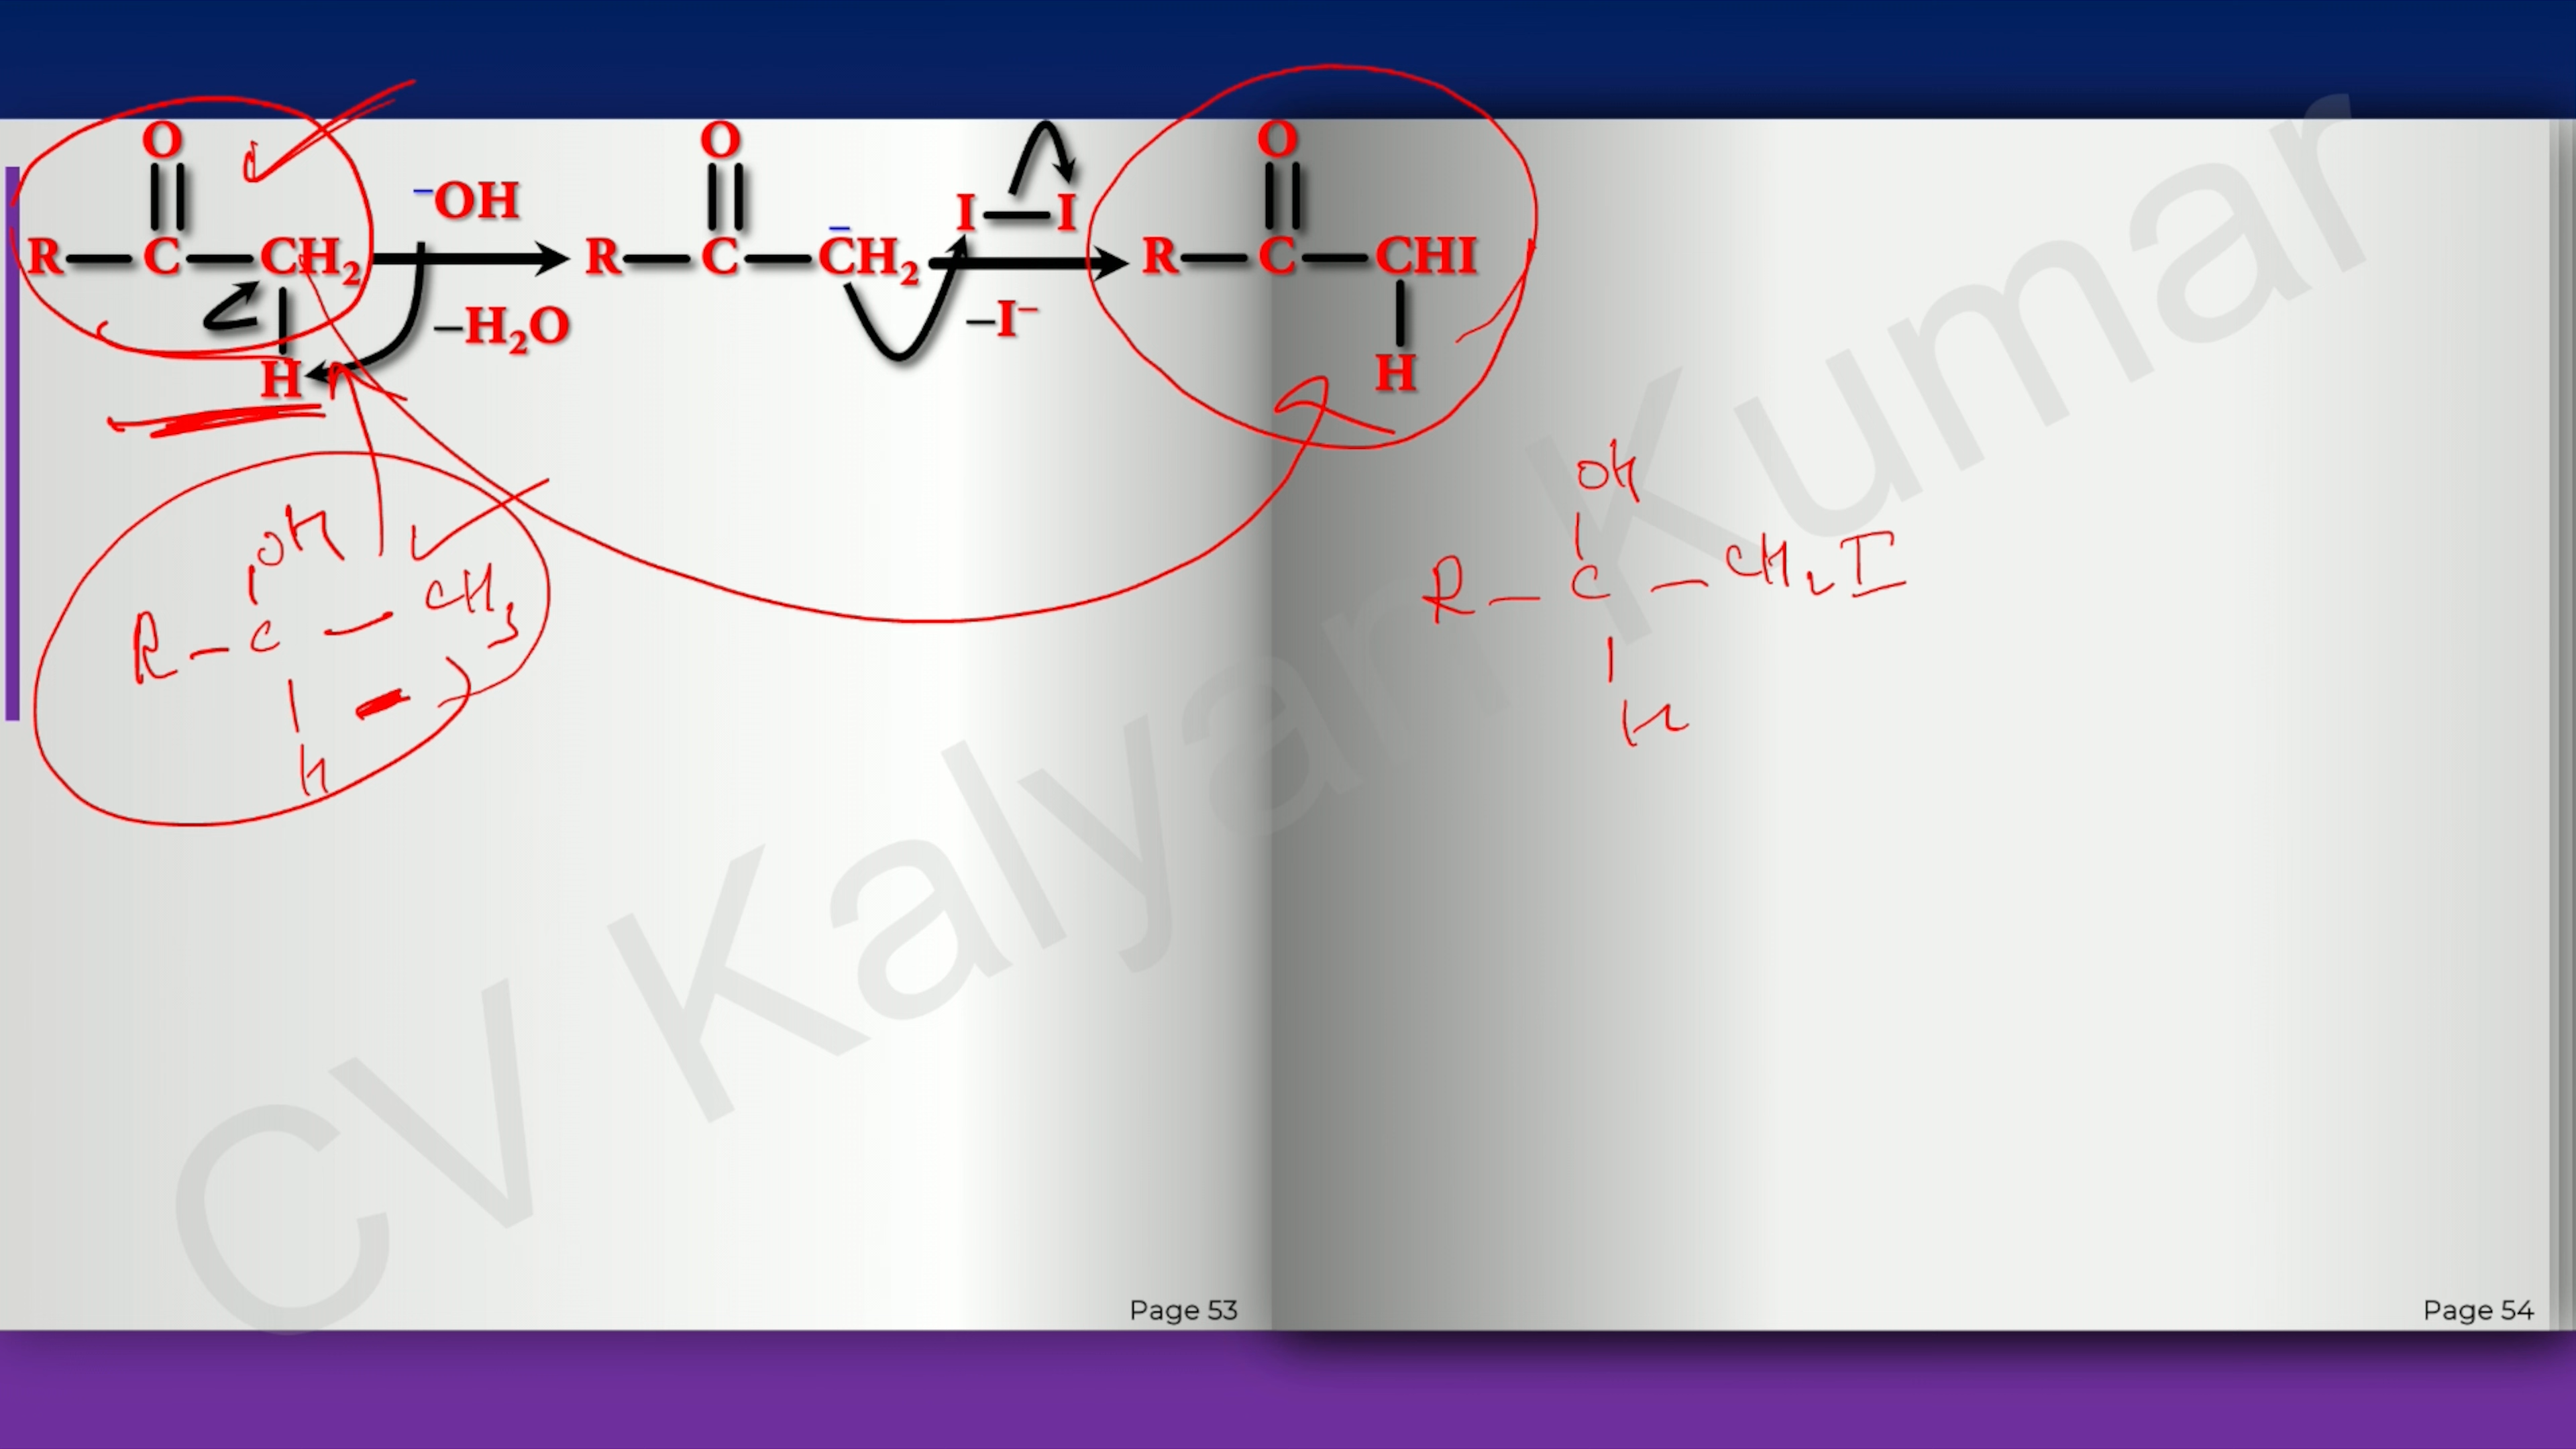 O O I—I O
⁻OH
R—C—CH₂ R—C—C̄H₂ R—C—CHI
–H₂O –I⁻
H H
OH
R-C-CH₃
H
OH
R-C-CH₂I
H
CV Kalyan Kumar
Page 53
Page 54